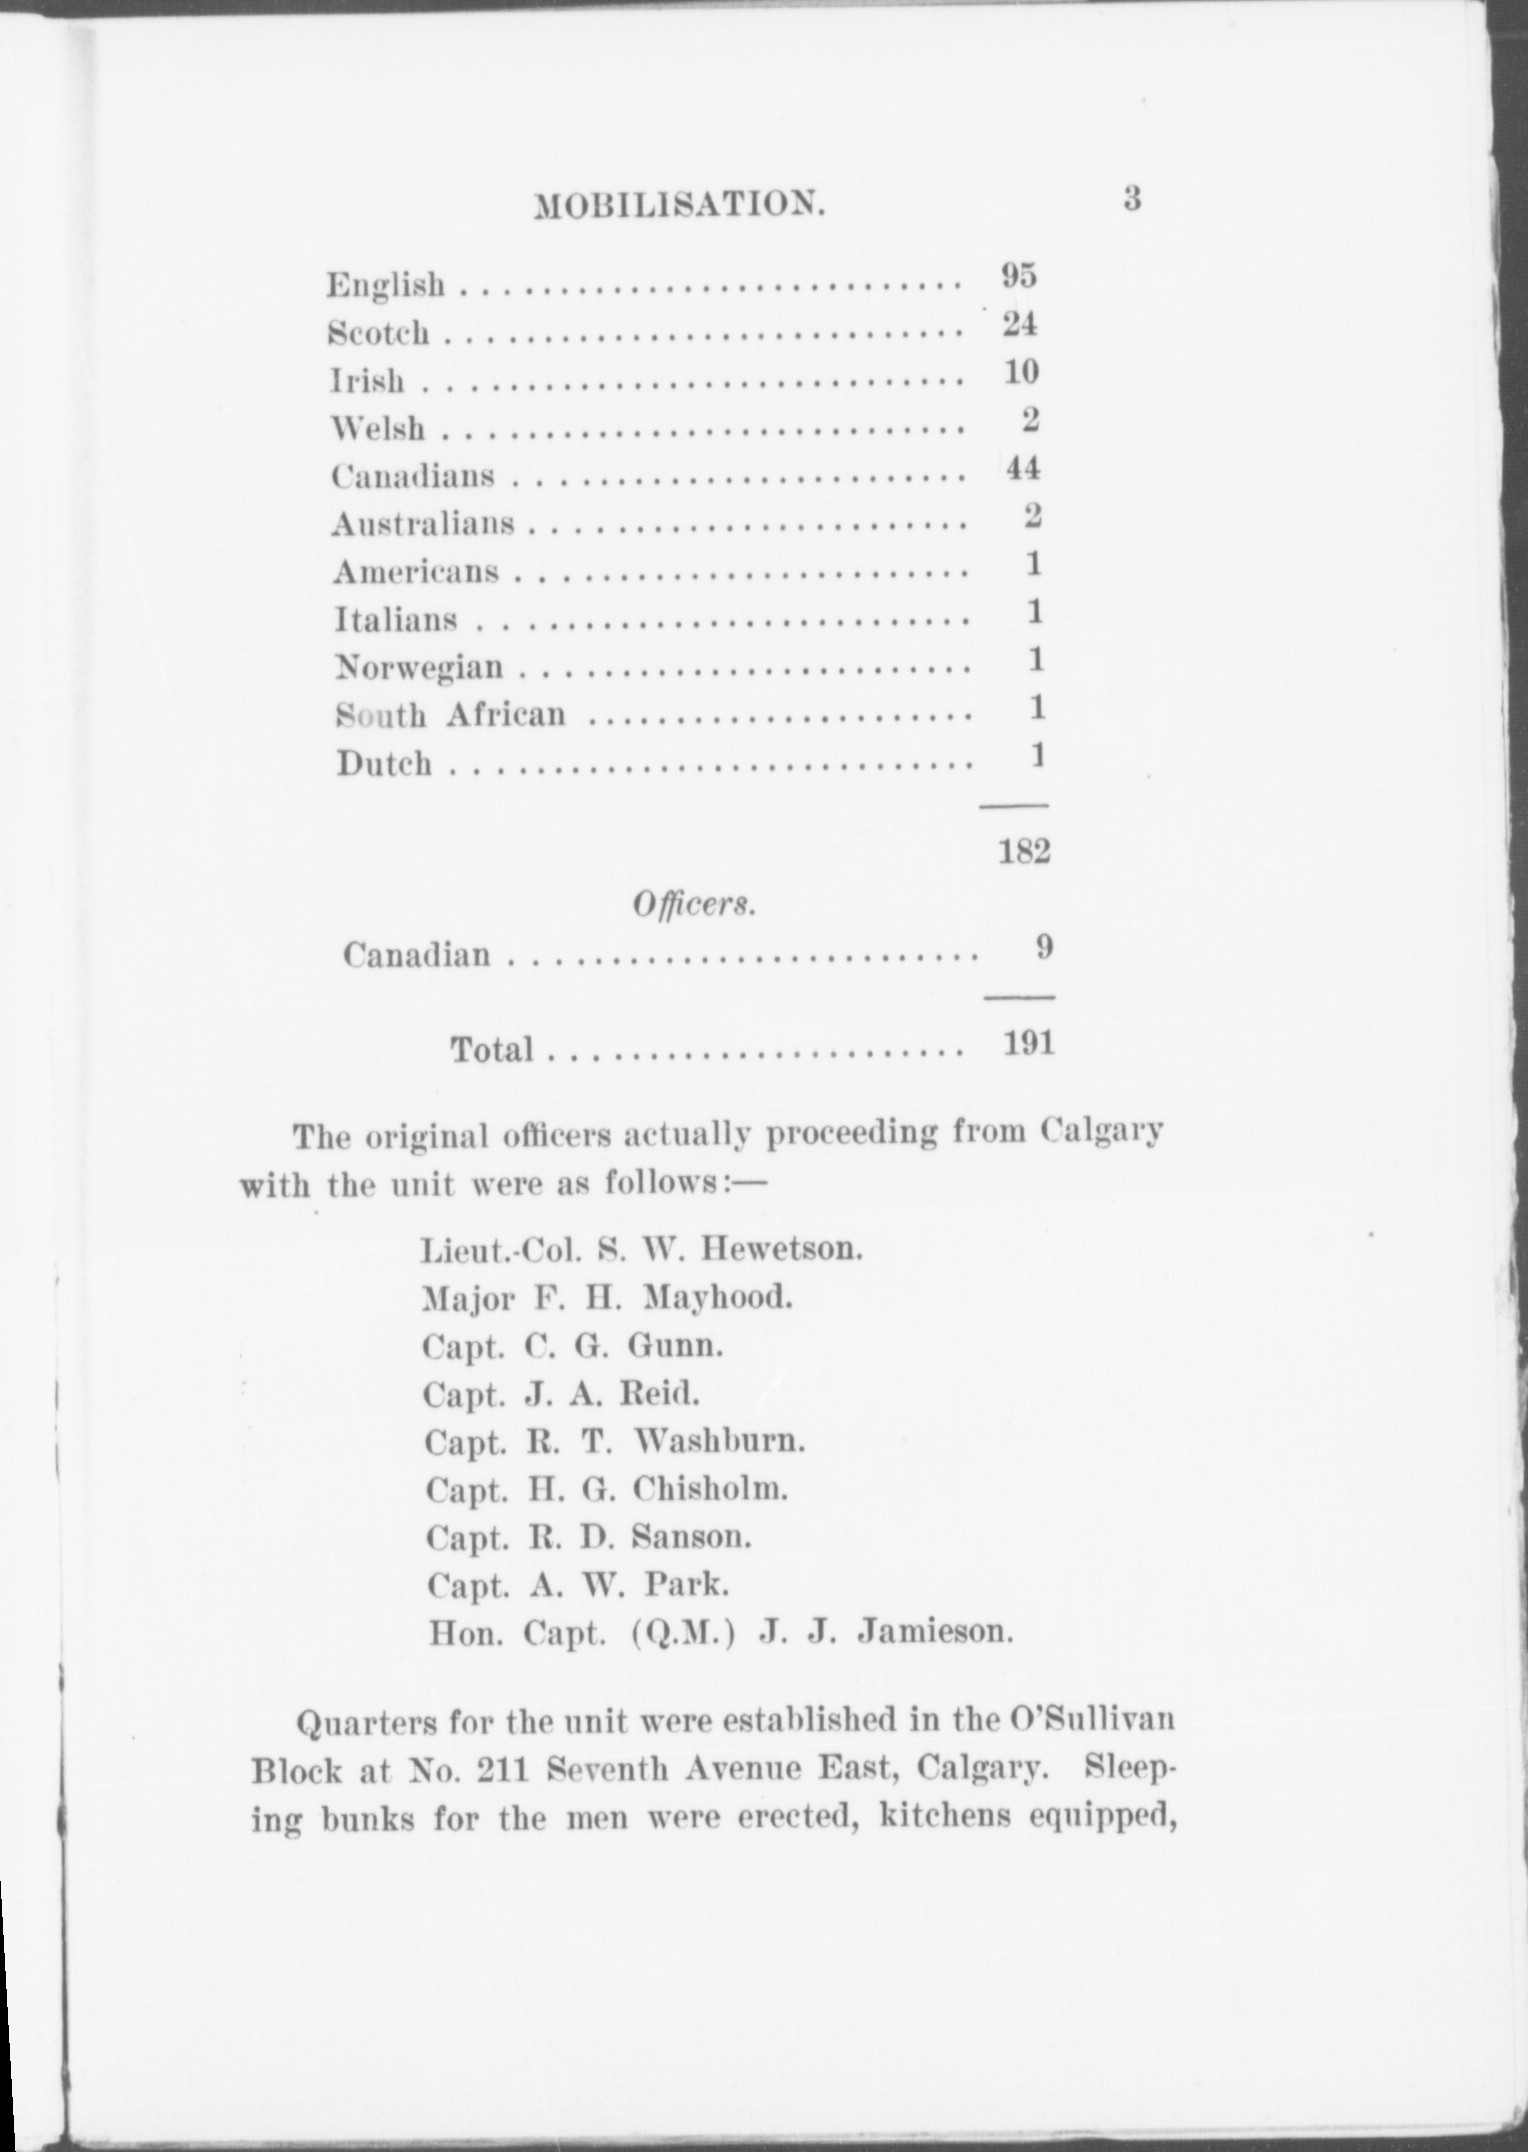 MOBILISATION. 3
English . . . . . . . . . . . . . . . . . . . . . . . . . . . . 95
Scotch . . . . . . . . . . . . . . . . . . . . . . . . . . . . . 24
Irish . . . . . . . . . . . . . . . . . . . . . . . . . . . . . . 10
Welsh . . . . . . . . . . . . . . . . . . . . . . . . . . . . . 2
Canadians . . . . . . . . . . . . . . . . . . . . . . . . . 44
Australians . . . . . . . . . . . . . . . . . . . . . . . . 2
Americans . . . . . . . . . . . . . . . . . . . . . . . . . 1
Italians . . . . . . . . . . . . . . . . . . . . . . . . . . . 1
Norwegian . . . . . . . . . . . . . . . . . . . . . . . . . 1
South African . . . . . . . . . . . . . . . . . . . . . . 1
Dutch . . . . . . . . . . . . . . . . . . . . . . . . . . . . . 1
182
Officers.
Canadian . . . . . . . . . . . . . . . . . . . . . . . . . . 9
Total . . . . . . . . . . . . . . . . . . . . . . . 191
The original officers actually proceeding from Calgary
with the unit were as follows:—
Lieut.-Col. S. W. Hewetson.
Major F. H. Mayhood.
Capt. C. G. Gunn.
Capt. J. A. Reid.
Capt. R. T. Washburn.
Capt. H. G. Chisholm.
Capt. R. D. Sanson.
Capt. A. W. Park.
Hon. Capt. (Q.M.) J. J. Jamieson.
Quarters for the unit were established in the O'Sullivan
Block at No. 211 Seventh Avenue East, Calgary. Sleep-
ing bunks for the men were erected, kitchens equipped,